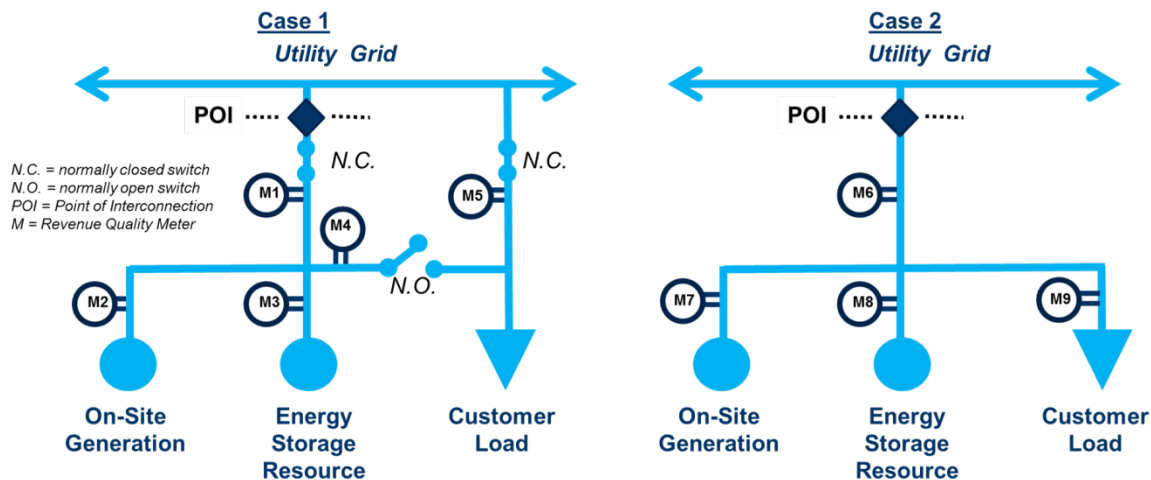 Case 1
Utility Grid
POI
N.C.
N.C.
N.C. = normally closed switch
N.O. = normally open switch
POI = Point of Interconnection
M = Revenue Quality Meter
M1
M5
M4
N.O.
M2
M3
On-Site
Generation
Energy
Storage
Resource
Customer
Load
Case 2
Utility Grid
POI
M6
M7
M8
M9
On-Site
Generation
Energy
Storage
Resource
Customer
Load